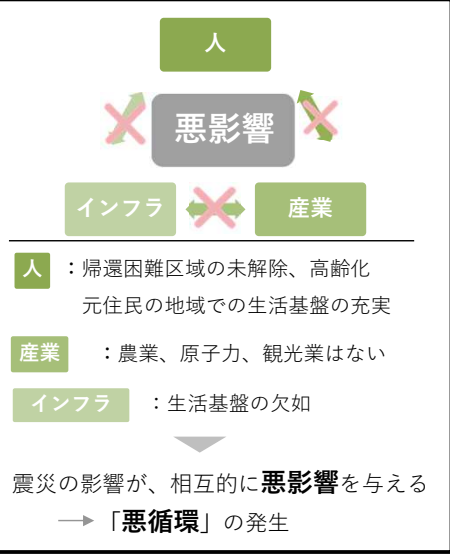 人
悪影響
インフラ
産業
人 ：帰還困難区域の未解除、高齢化
元住民の地域での生活基盤の充実
産業 ：農業、原子力、観光業はない
インフラ ：生活基盤の欠如
震災の影響が、相互的に悪影響を与える
→「悪循環」の発生